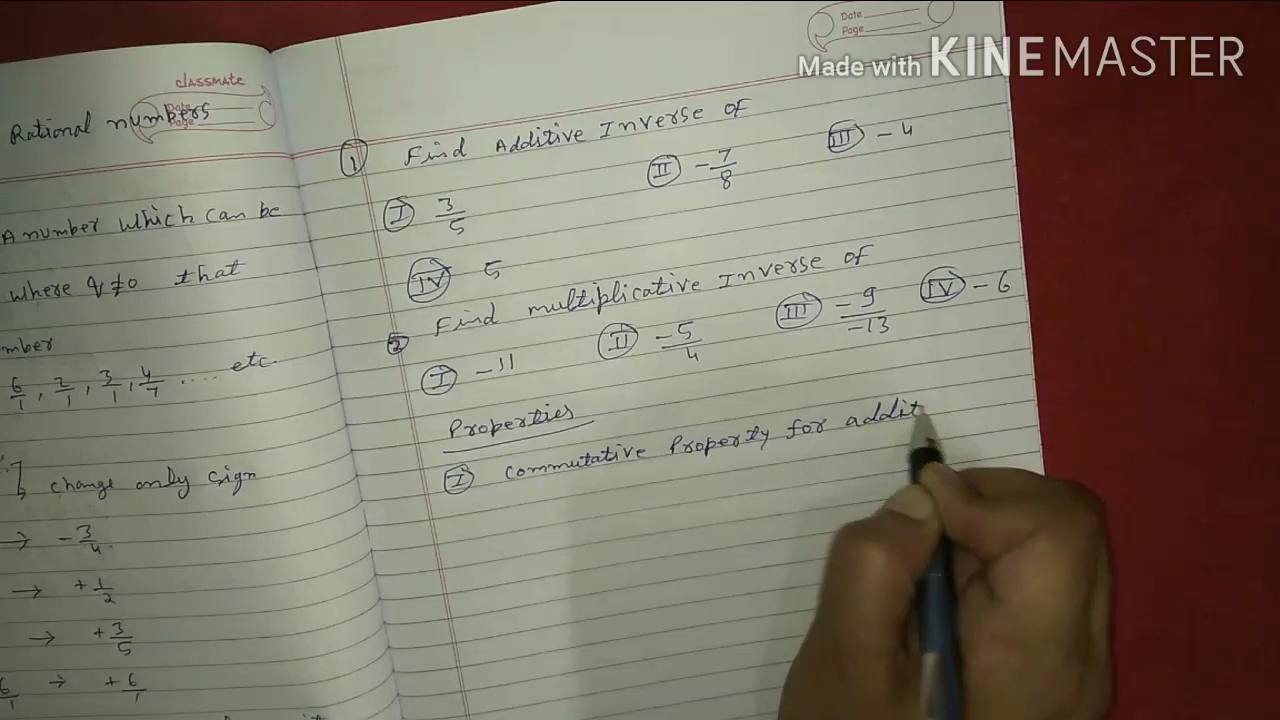 Made with KINEMASTER
classmate
Date
Page
Rational numbers
A number which can be
where q≠0 that
mber
6/1, 2/1, 3/1, 4/7 .... etc.
change only sign
→ -3/4
→ +1/2
→ +3/5
6/1 → +6/1
Date
Page
① Find Additive Inverse of
Ⅰ 3/5 Ⅱ -7/8 Ⅲ -4
Ⅳ 5
② Find multiplicative Inverse of
Ⅰ -11 Ⅱ -5/4 Ⅲ -9/-13 Ⅳ -6
Properties
Ⅰ Commutative Property for addit